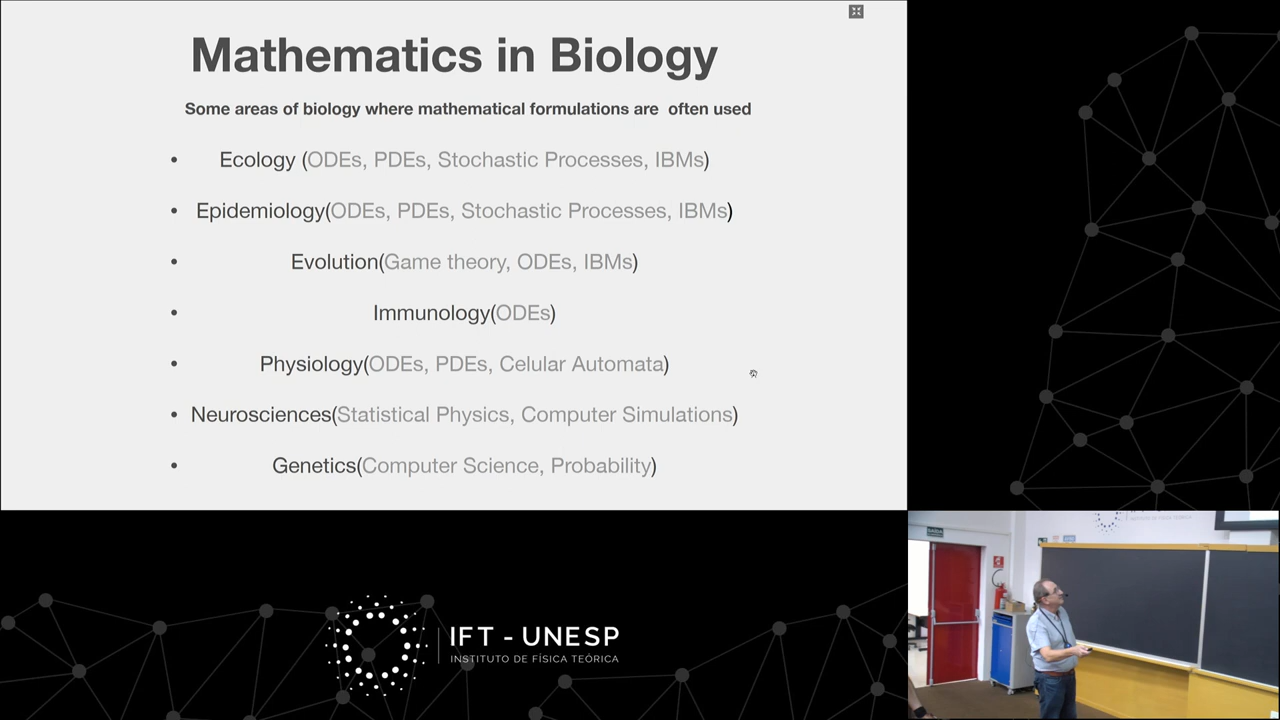 Mathematics in Biology
Some areas of biology where mathematical formulations are  often used
• Ecology (ODEs, PDEs, Stochastic Processes, IBMs)
• Epidemiology(ODEs, PDEs, Stochastic Processes, IBMs)
• Evolution(Game theory, ODEs, IBMs)
• Immunology(ODEs)
• Physiology(ODEs, PDEs, Celular Automata)
• Neurosciences(Statistical Physics, Computer Simulations)
• Genetics(Computer Science, Probability)
IFT - UNESP
INSTITUTO DE FÍSICA TEÓRICA